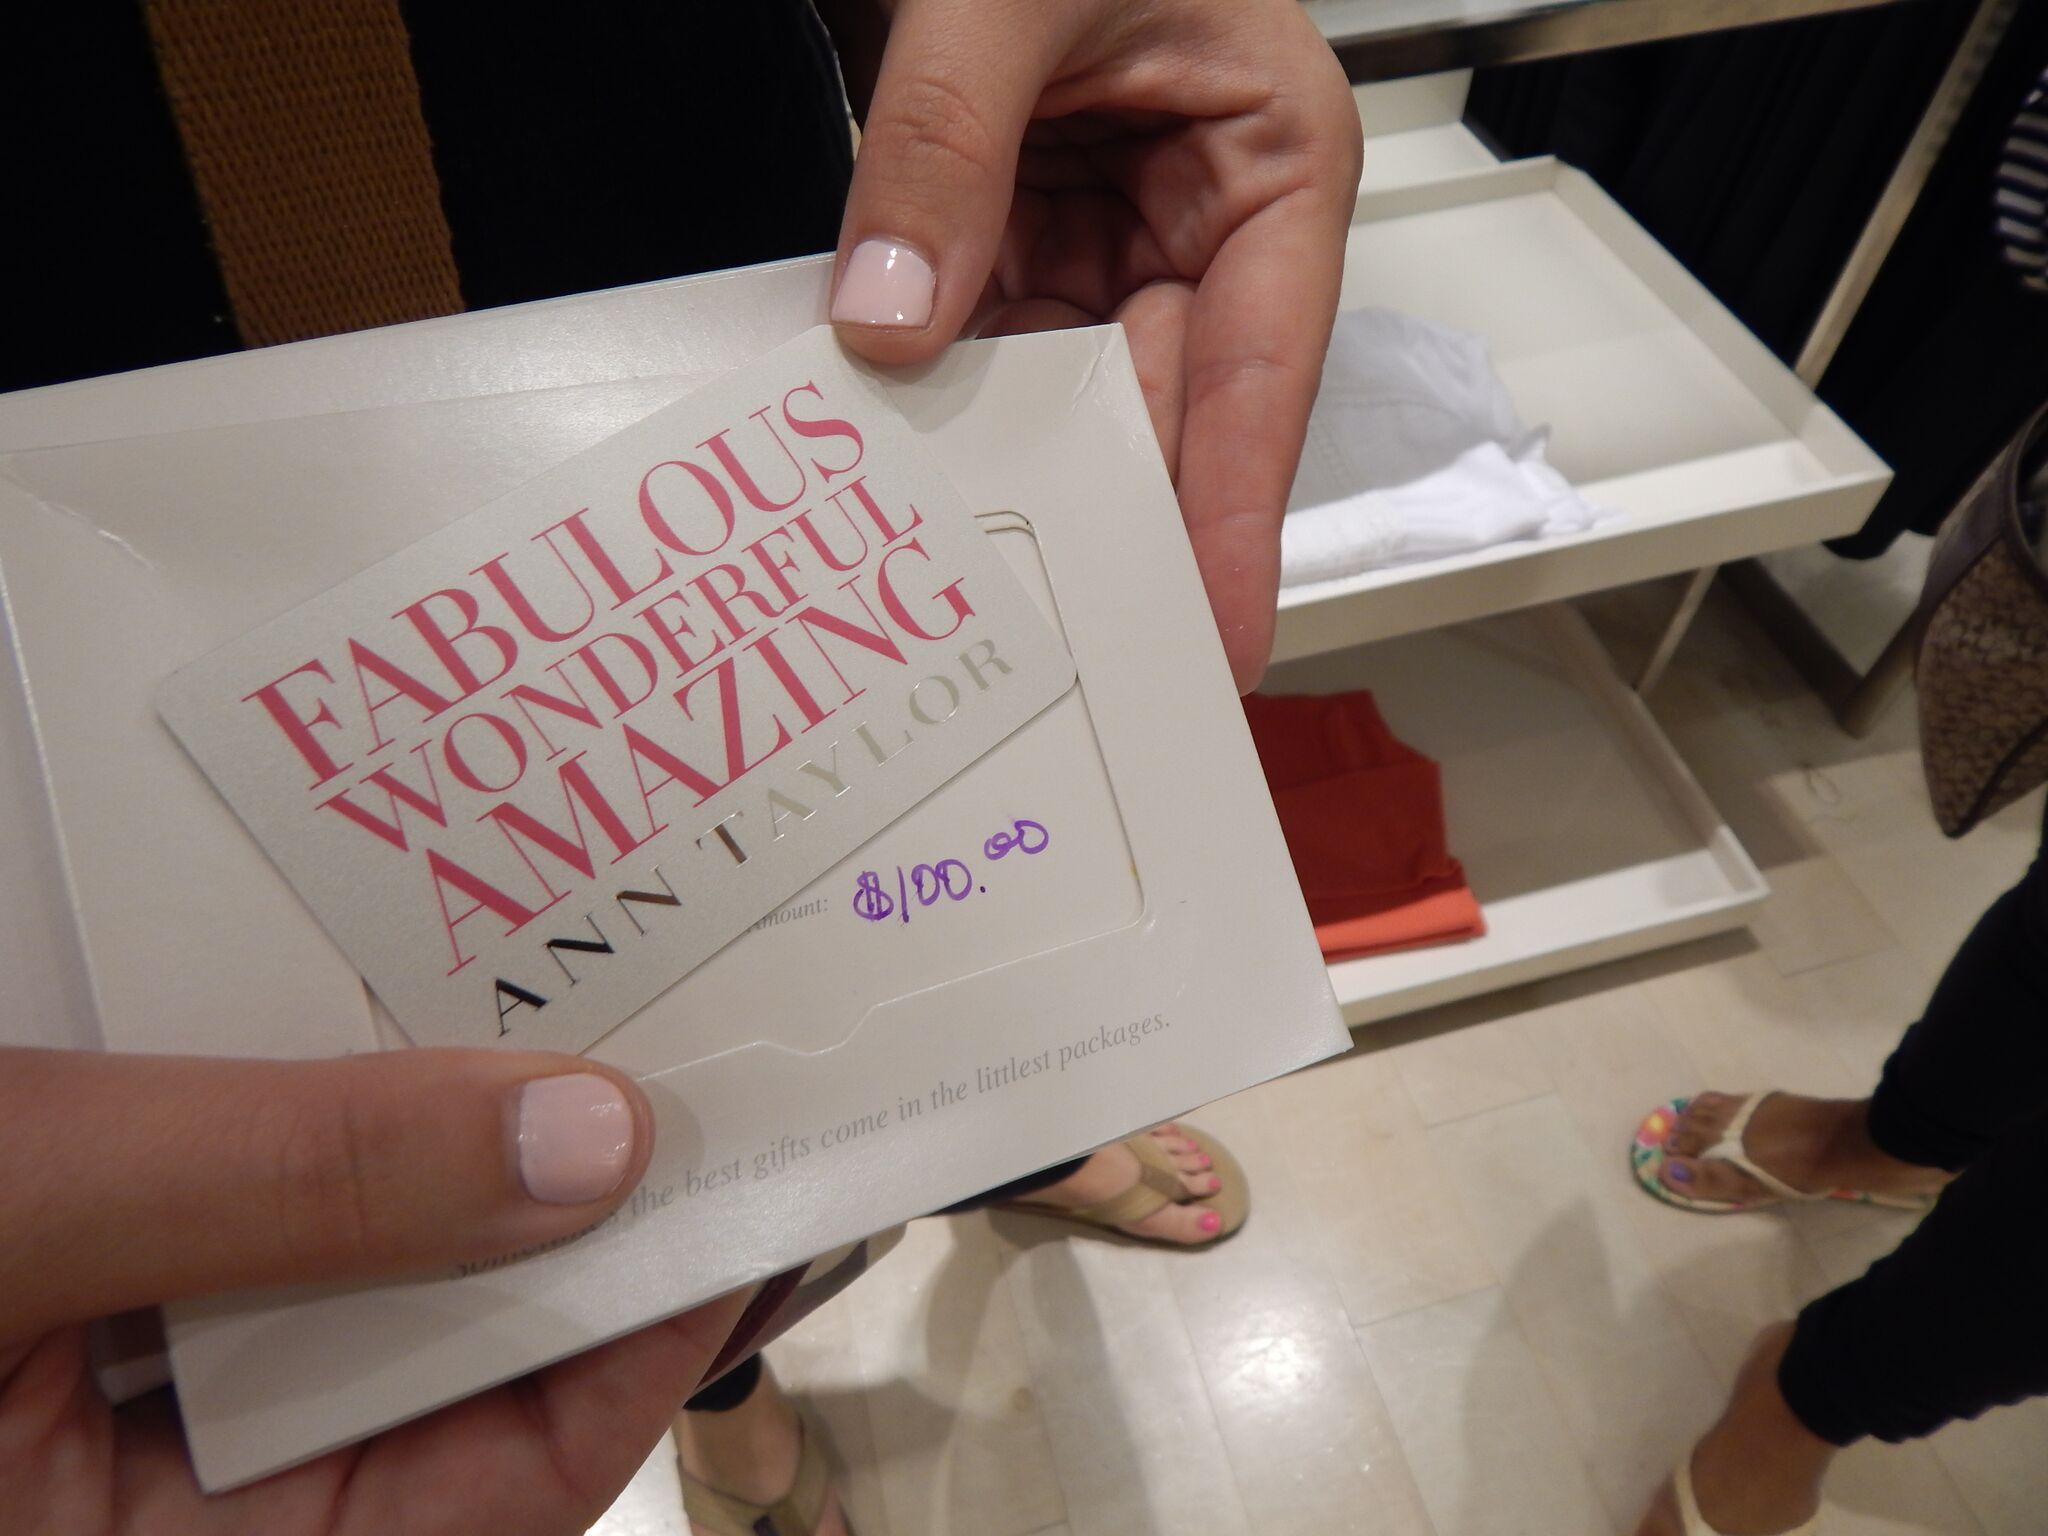 FABULOUS
WONDERFUL
AMAZING
ANN TAYLOR
Amount: $100.00
the best gifts come in the littlest packages.